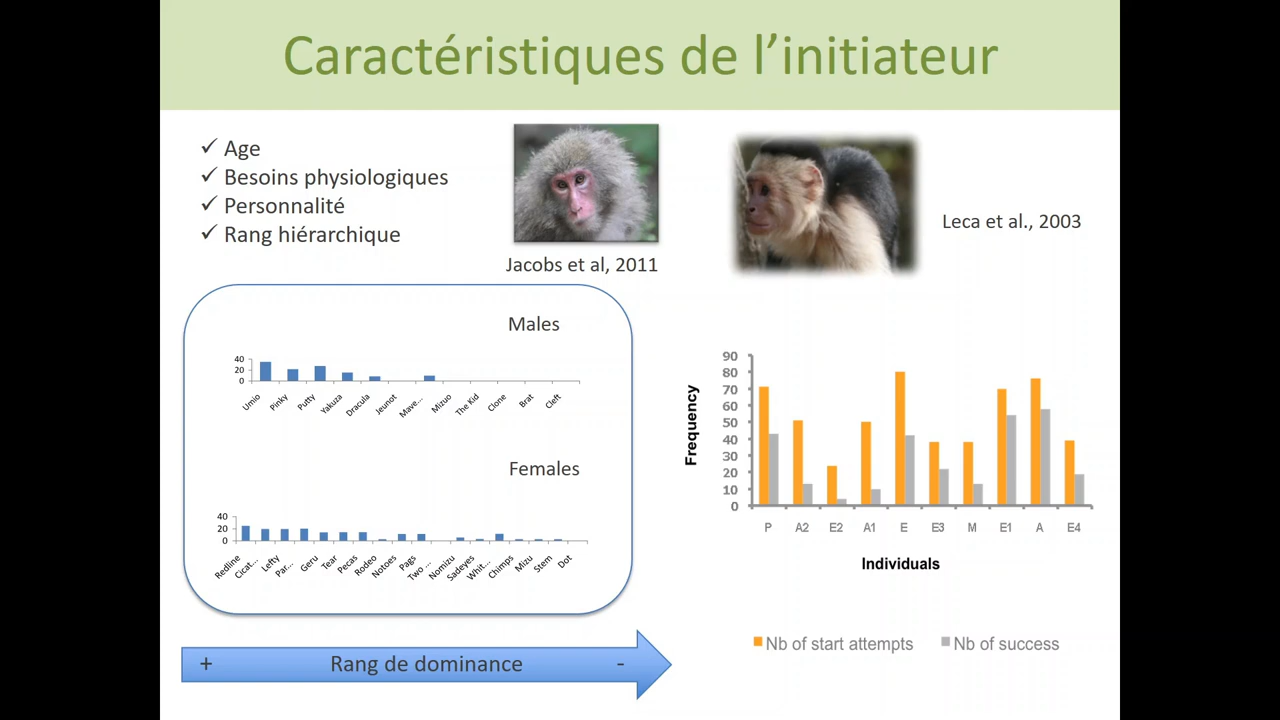 Caractéristiques de l’initiateur
✓ Age
✓ Besoins physiologiques
✓ Personnalité
✓ Rang hiérarchique
Jacobs et al, 2011
Leca et al., 2003
Males
40
20
0
Umio Pinky Putty Yakuza Dracula Jeunot Mave... Mizuo The Kid Clone Brat Cleft
Females
40
20
0
Redline Cicat... Lefty Par... Geru Tear Pecas Rodeo Notoes Pags Two ... Nomizu Sadeyes Whit... Chimps Mizu Stem Dot
+ Rang de dominance -
Frequency
90
80
70
60
50
40
30
20
10
0
P A2 E2 A1 E E3 M E1 A E4
Individuals
Nb of start attempts Nb of success